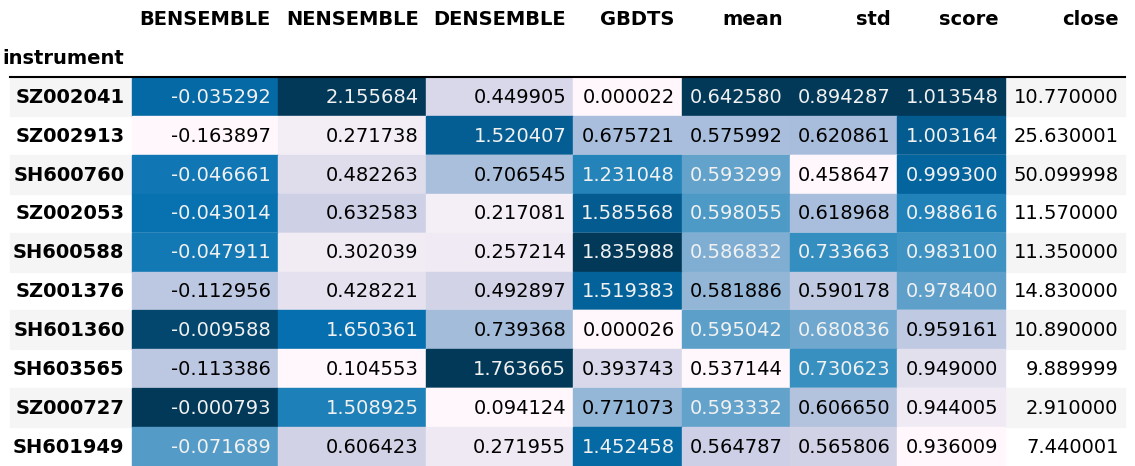 BENSEMBLE NENSEMBLE DENSEMBLE GBDTS mean std score close
instrument
SZ002041 -0.035292 2.155684 0.449905 0.000022 0.642580 0.894287 1.013548 10.770000
SZ002913 -0.163897 0.271738 1.520407 0.675721 0.575992 0.620861 1.003164 25.630001
SH600760 -0.046661 0.482263 0.706545 1.231048 0.593299 0.458647 0.999300 50.099998
SZ002053 -0.043014 0.632583 0.217081 1.585568 0.598055 0.618968 0.988616 11.570000
SH600588 -0.047911 0.302039 0.257214 1.835988 0.586832 0.733663 0.983100 11.350000
SZ001376 -0.112956 0.428221 0.492897 1.519383 0.581886 0.590178 0.978400 14.830000
SH601360 -0.009588 1.650361 0.739368 0.000026 0.595042 0.680836 0.959161 10.890000
SH603565 -0.113386 0.104553 1.763665 0.393743 0.537144 0.730623 0.949000 9.889999
SZ000727 -0.000793 1.508925 0.094124 0.771073 0.593332 0.606650 0.944005 2.910000
SH601949 -0.071689 0.606423 0.271955 1.452458 0.564787 0.565806 0.936009 7.440001